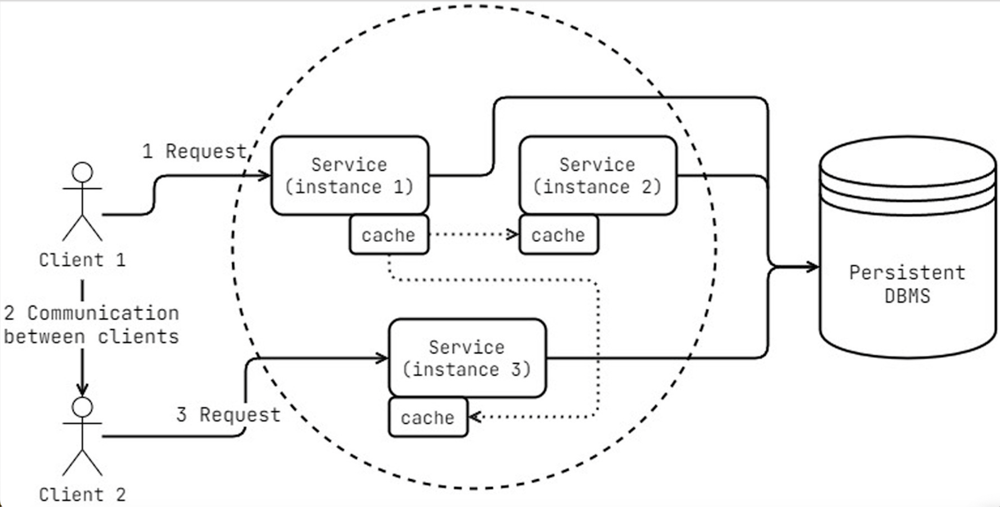 1 Request
Service
(instance 1)
Service
(instance 2)
cache
cache
Client 1
2 Communication
between clients
Persistent
DBMS
Service
(instance 3)
3 Request
cache
Client 2